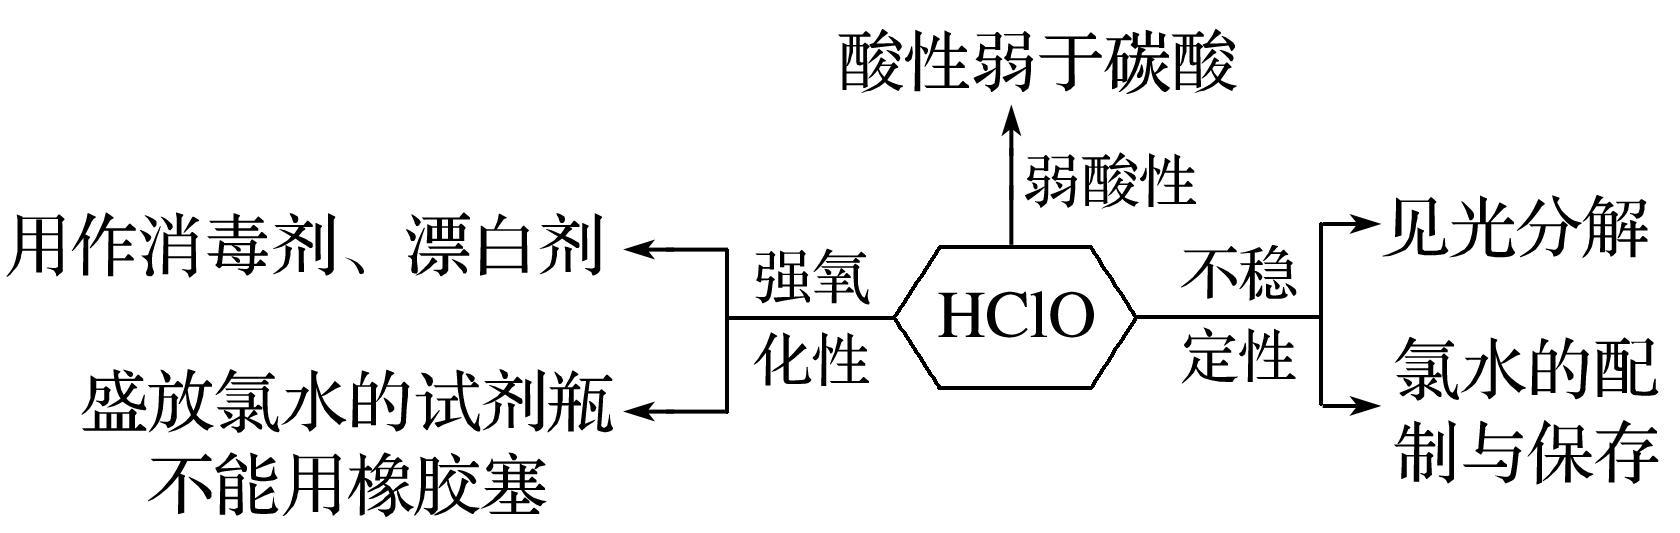 酸性弱于碳酸
弱酸性
用作消毒剂、漂白剂
盛放氯水的试剂瓶
不能用橡胶塞
强氧
化性
HClO
不稳
定性
见光分解
氯水的配
制与保存